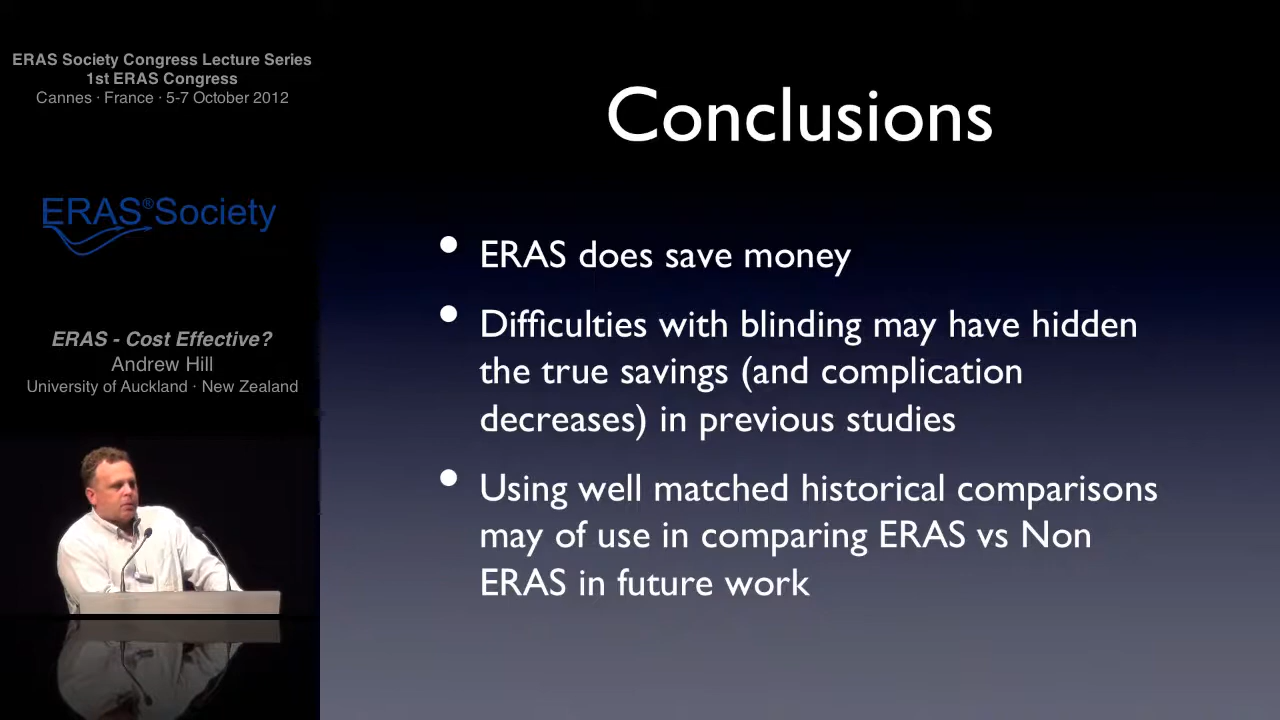 ERAS Society Congress Lecture Series
1st ERAS Congress
Cannes · France · 5-7 October 2012
ERAS®Society
ERAS - Cost Effective?
Andrew Hill
University of Auckland · New Zealand
Conclusions
• ERAS does save money
• Difficulties with blinding may have hidden
the true savings (and complication
decreases) in previous studies
• Using well matched historical comparisons
may of use in comparing ERAS vs Non
ERAS in future work